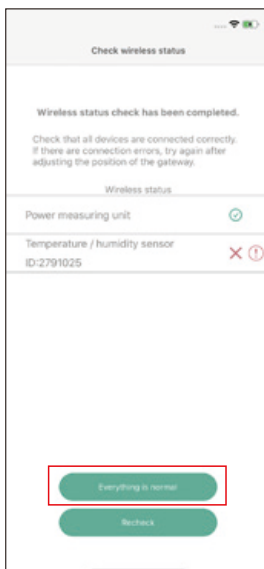 Check wireless status
Wireless status check has been completed.
Check that all devices are connected correctly.
If there are connection errors, try again after
adjusting the position of the gateway.
Wireless status
Power measuring unit
Temperature / humidity sensor
ID:2791025
Everything is normal
Recheck